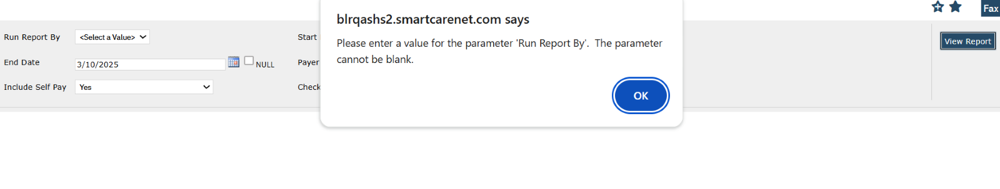 blrqashs2.smartcarenet.com says
Please enter a value for the parameter 'Run Report By'.  The parameter
cannot be blank.
OK
Fax
Run Report By <Select a Value> Start
View Report
End Date 3/10/2025 NULL Payer
Include Self Pay Yes Check